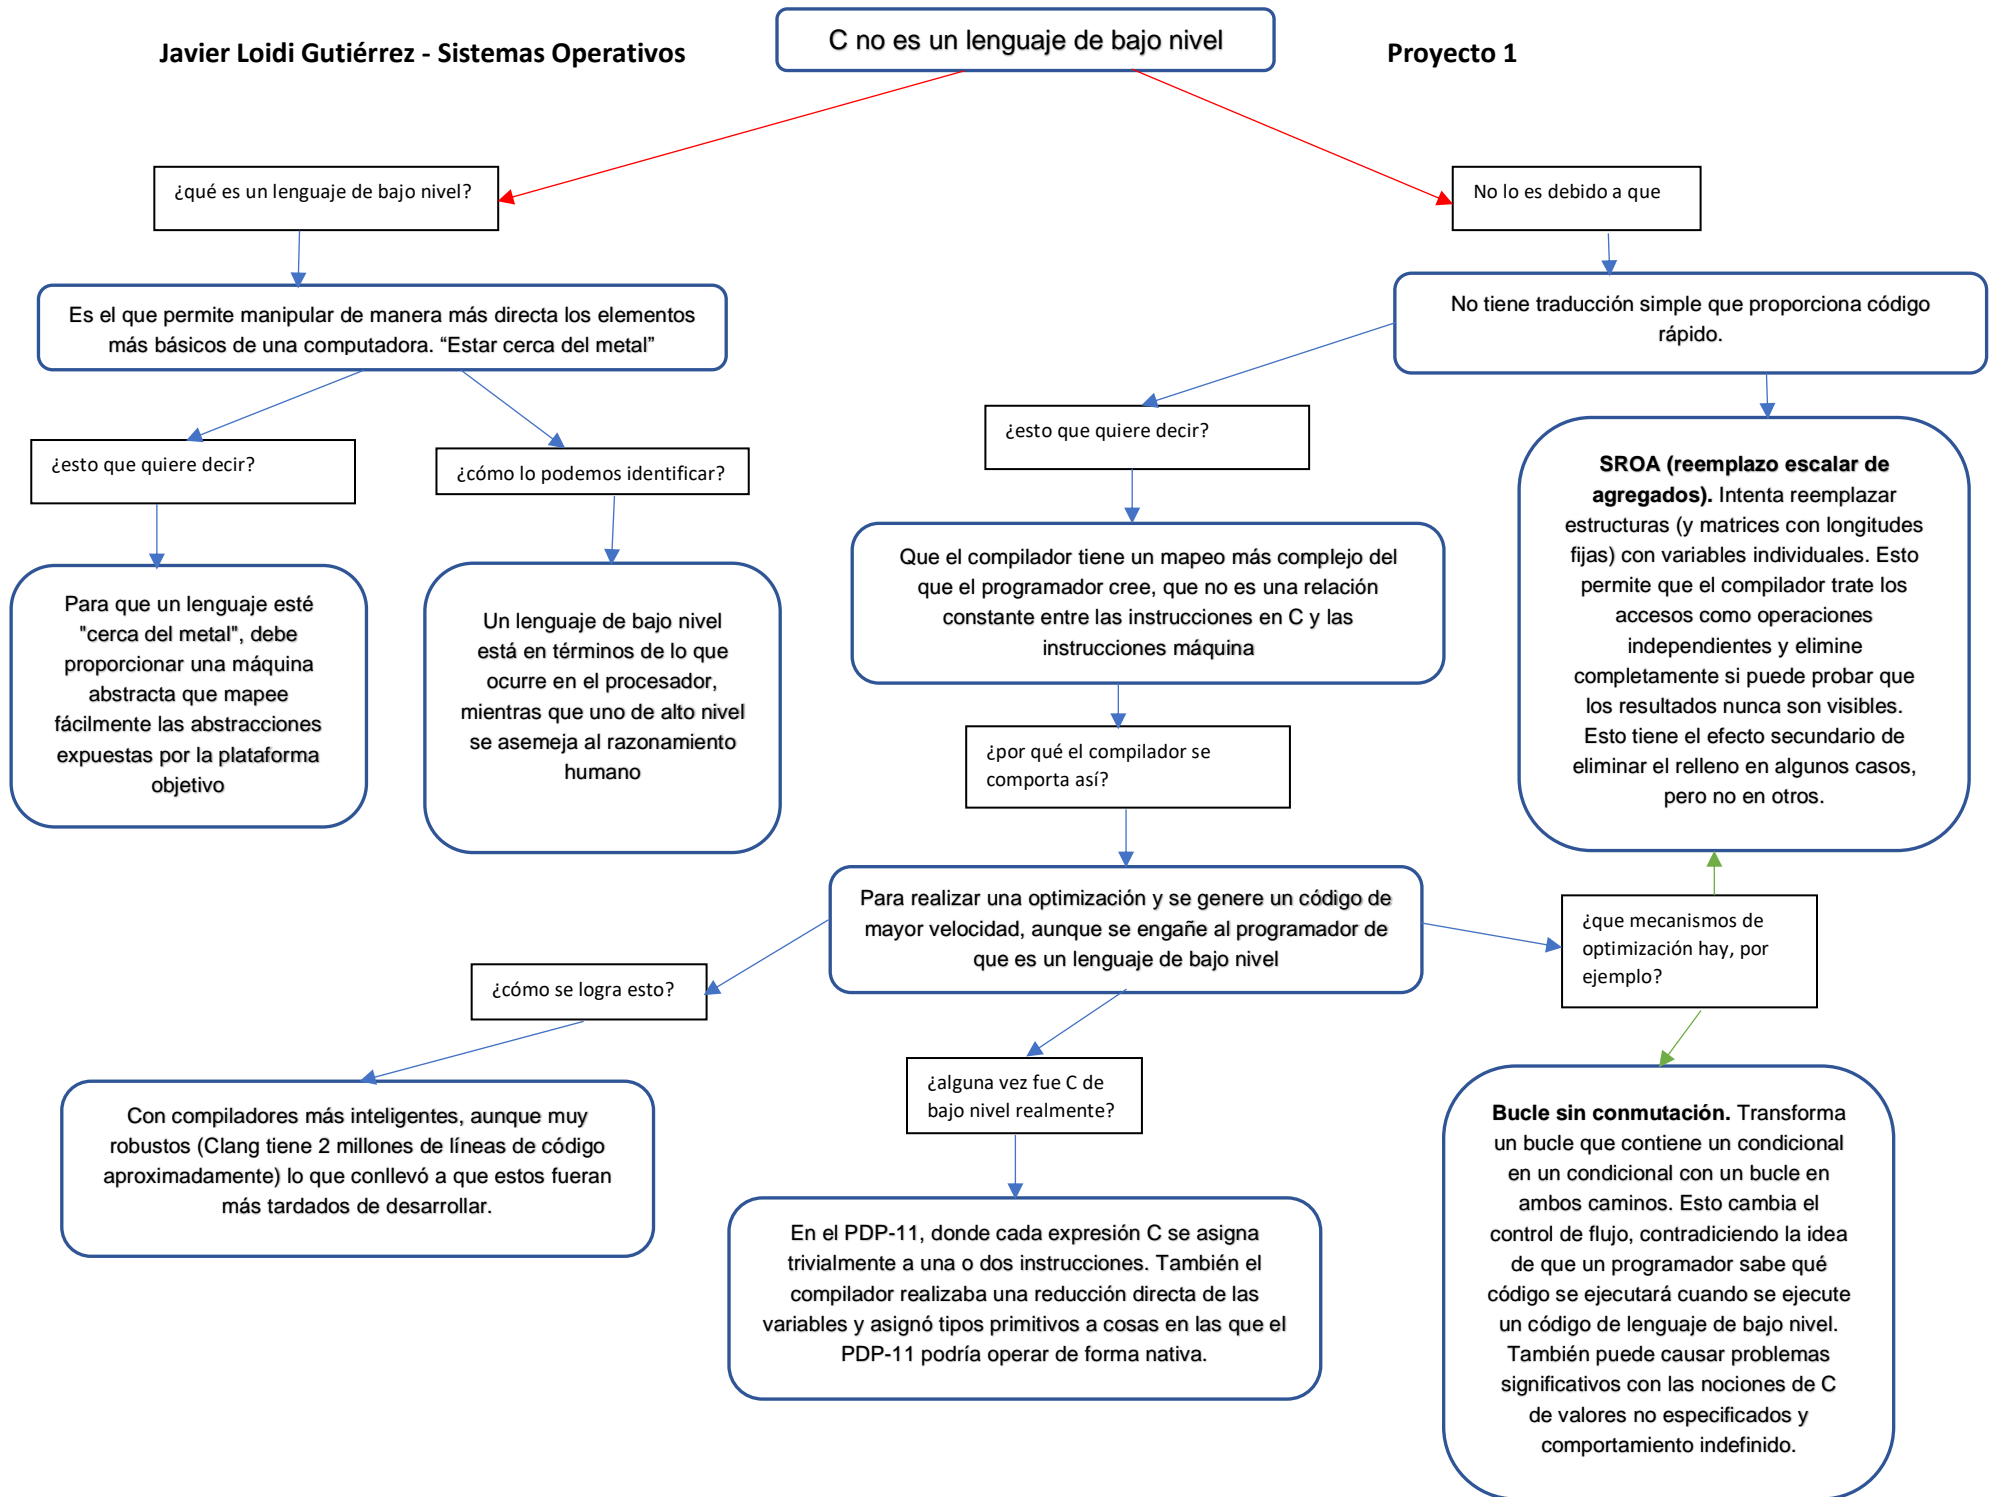 Javier Loidi Gutiérrez - Sistemas Operativos
C no es un lenguaje de bajo nivel
Proyecto 1
¿qué es un lenguaje de bajo nivel?
No lo es debido a que
Es el que permite manipular de manera más directa los elementos
más básicos de una computadora. “Estar cerca del metal”
No tiene traducción simple que proporciona código
rápido.
¿esto que quiere decir?
¿cómo lo podemos identificar?
¿esto que quiere decir?
Para que un lenguaje esté
"cerca del metal", debe
proporcionar una máquina
abstracta que mapee
fácilmente las abstracciones
expuestas por la plataforma
objetivo
Un lenguaje de bajo nivel
está en términos de lo que
ocurre en el procesador,
mientras que uno de alto nivel
se asemeja al razonamiento
humano
Que el compilador tiene un mapeo más complejo del
que el programador cree, que no es una relación
constante entre las instrucciones en C y las
instrucciones máquina
SROA (reemplazo escalar de
agregados). Intenta reemplazar
estructuras (y matrices con longitudes
fijas) con variables individuales. Esto
permite que el compilador trate los
accesos como operaciones
independientes y elimine
completamente si puede probar que
los resultados nunca son visibles.
Esto tiene el efecto secundario de
eliminar el relleno en algunos casos,
pero no en otros.
¿por qué el compilador se
comporta así?
Para realizar una optimización y se genere un código de
mayor velocidad, aunque se engañe al programador de
que es un lenguaje de bajo nivel
¿que mecanismos de
optimización hay, por
ejemplo?
¿cómo se logra esto?
¿alguna vez fue C de
bajo nivel realmente?
Con compiladores más inteligentes, aunque muy
robustos (Clang tiene 2 millones de líneas de código
aproximadamente) lo que conllevó a que estos fueran
más tardados de desarrollar.
En el PDP-11, donde cada expresión C se asigna
trivialmente a una o dos instrucciones. También el
compilador realizaba una reducción directa de las
variables y asignó tipos primitivos a cosas en las que el
PDP-11 podría operar de forma nativa.
Bucle sin conmutación. Transforma
un bucle que contiene un condicional
en un condicional con un bucle en
ambos caminos. Esto cambia el
control de flujo, contradiciendo la idea
de que un programador sabe qué
código se ejecutará cuando se ejecute
un código de lenguaje de bajo nivel.
También puede causar problemas
significativos con las nociones de C
de valores no especificados y
comportamiento indefinido.